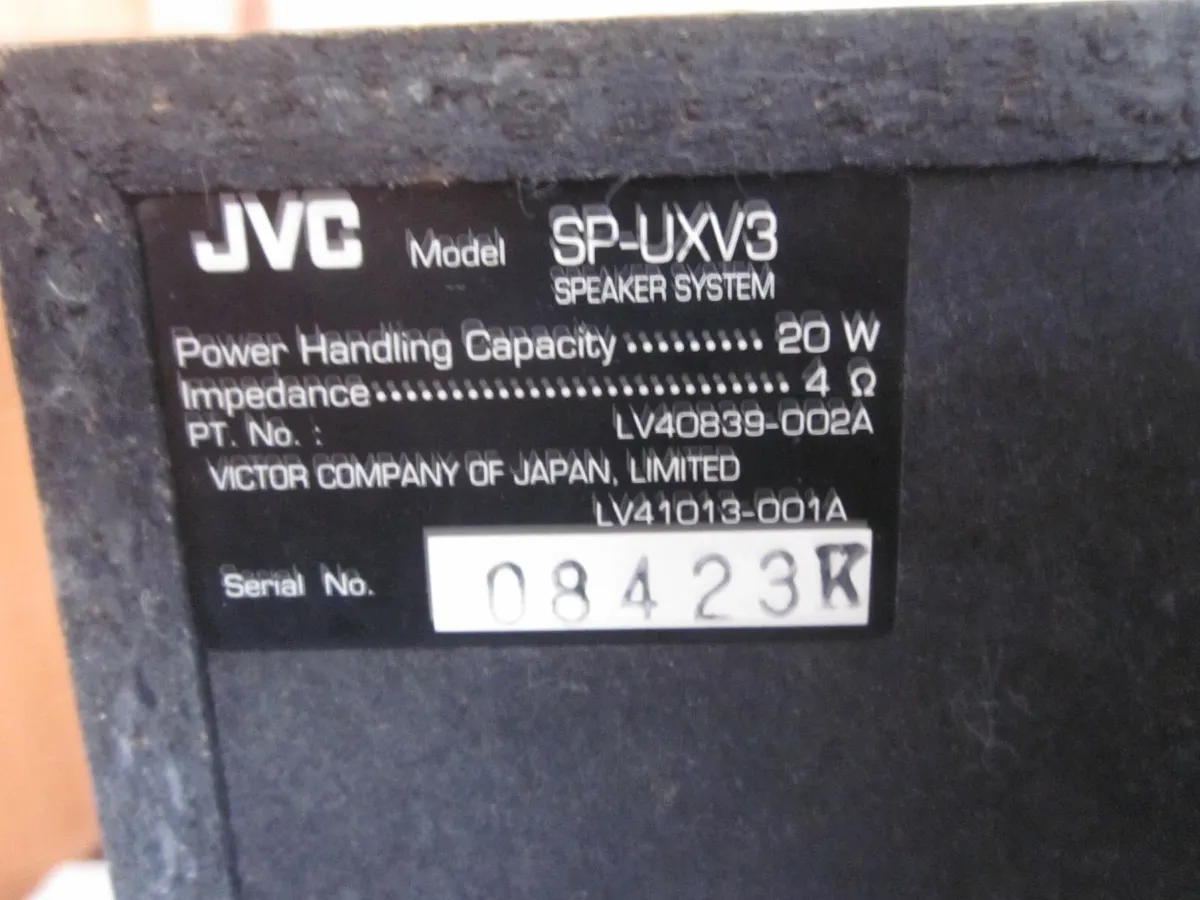 JVC Model SP-UXV3
SPEAKER SYSTEM
Power Handling Capacity ········· 20 W
Impedance ··························· 4 Ω
PT. No. : LV40839-002A
VICTOR COMPANY OF JAPAN, LIMITED
LV41013-001A
Serial No. 08423K